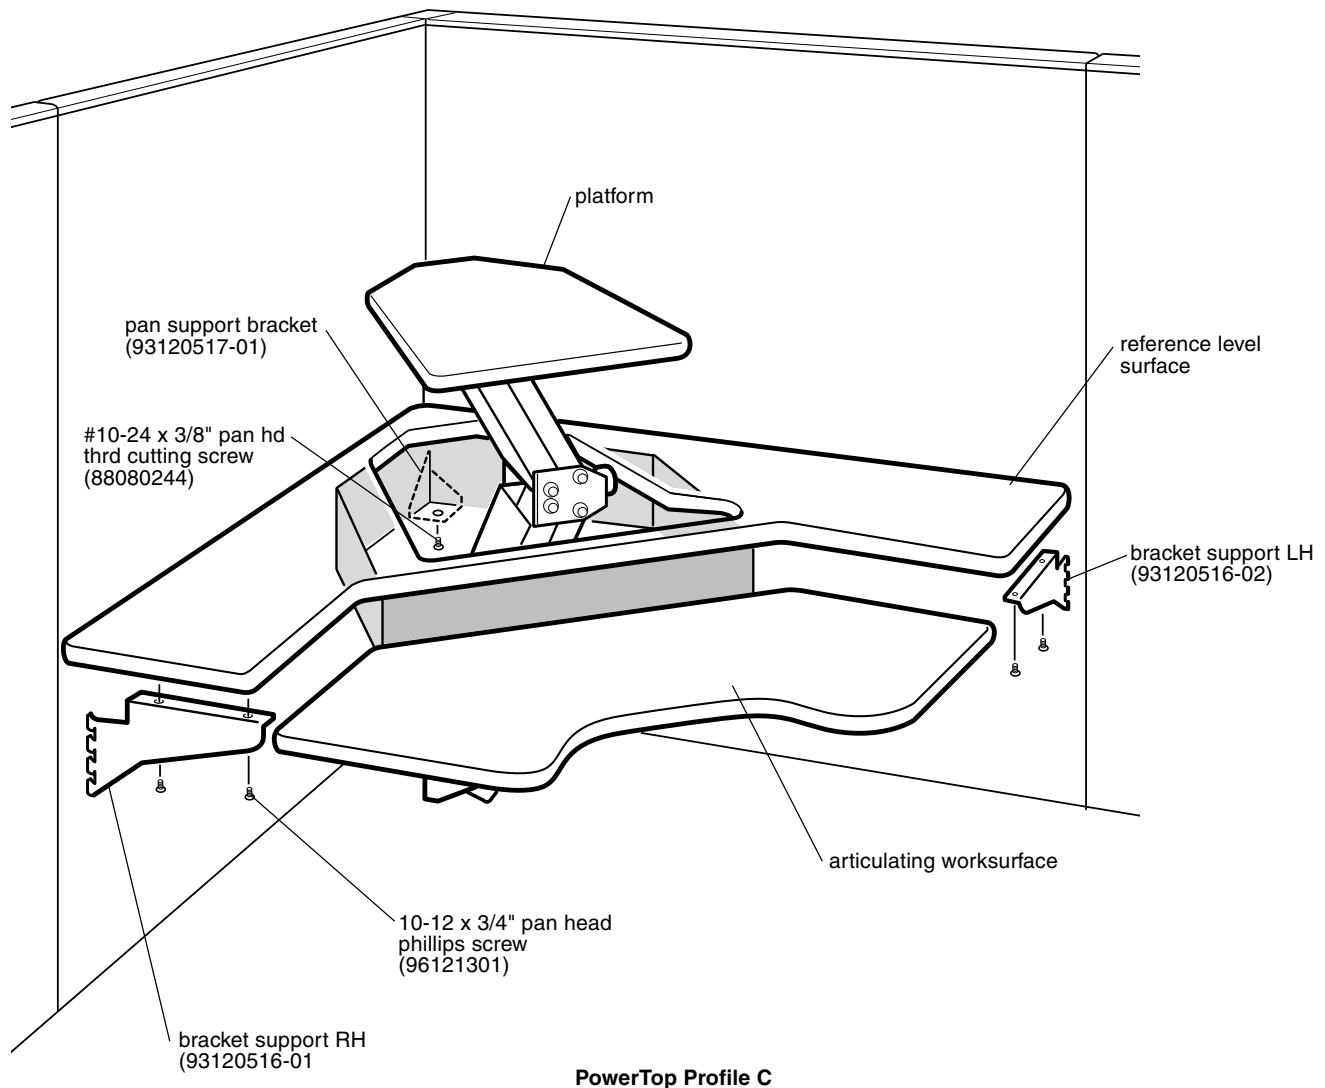 platform
pan support bracket
(93120517-01)
reference level
surface
#10-24 x 3/8" pan hd
thrd cutting screw
(88080244)
bracket support LH
(93120516-02)
articulating worksurface
10-12 x 3/4" pan head
phillips screw
(96121301)
bracket support RH
(93120516-01
PowerTop Profile C